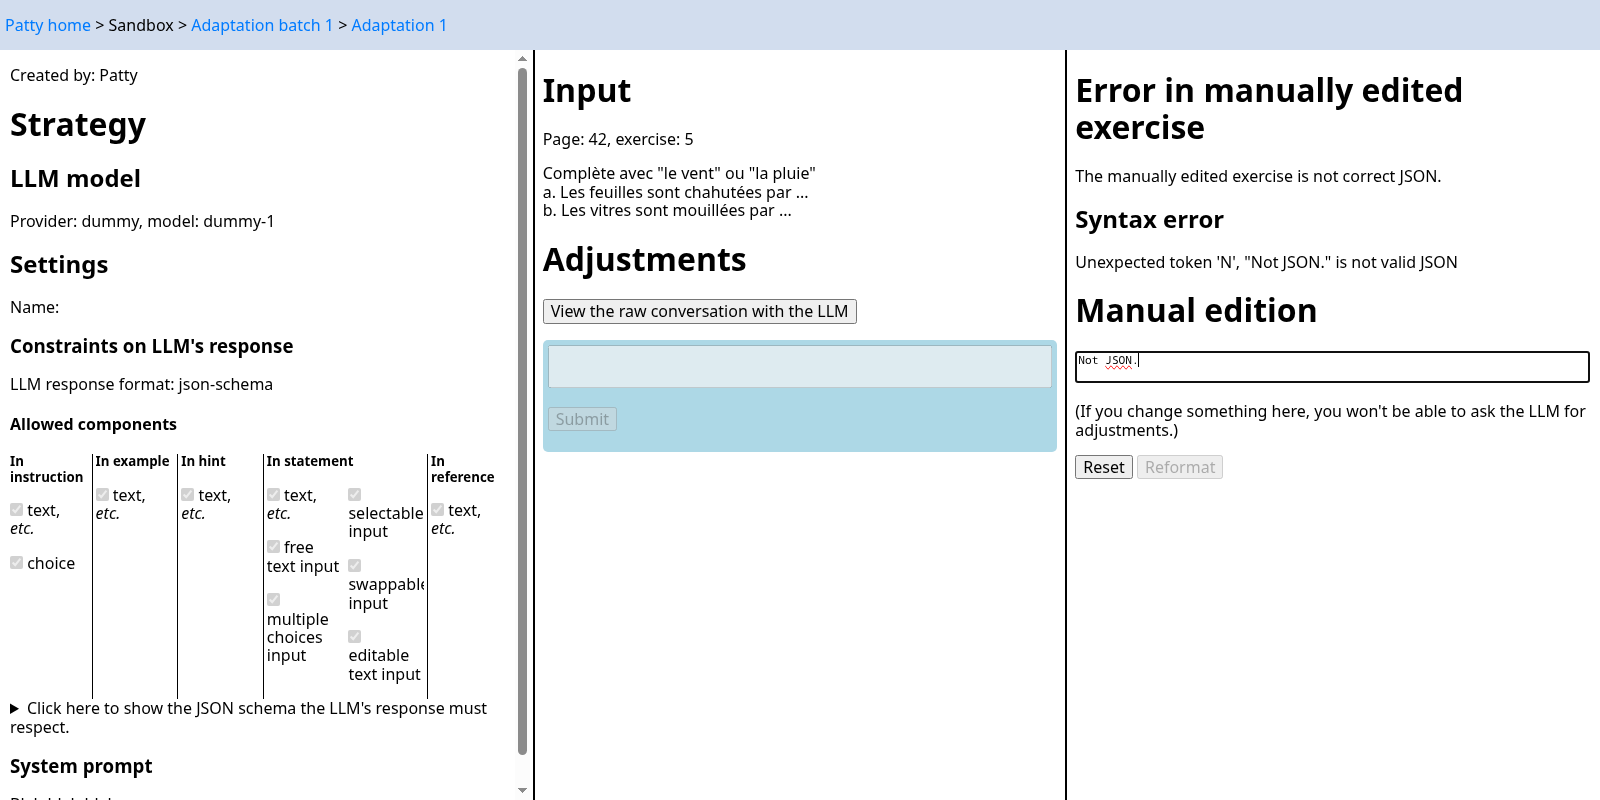 Patty home > Sandbox > Adaptation batch 1 > Adaptation 1
Created by: Patty
Strategy
LLM model
Provider: dummy, model: dummy-1
Settings
Name:
Constraints on LLM's response
LLM response format: json-schema
Allowed components
In
instruction
text,
etc.
choice
In example
text,
etc.
In hint
text,
etc.
In statement
text,
etc.
free
text input
multiple
choices
input
selectable
input
swappable
input
editable
text input
In
reference
text,
etc.
Click here to show the JSON schema the LLM's response must
respect.
System prompt
Input
Page: 42, exercise: 5
Complète avec "le vent" ou "la pluie"
a. Les feuilles sont chahutées par ...
b. Les vitres sont mouillées par ...
Adjustments
View the raw conversation with the LLM
Submit
Error in manually edited
exercise
The manually edited exercise is not correct JSON.
Syntax error
Unexpected token 'N', "Not JSON." is not valid JSON
Manual edition
Not JSON.
(If you change something here, you won't be able to ask the LLM for
adjustments.)
Reset Reformat